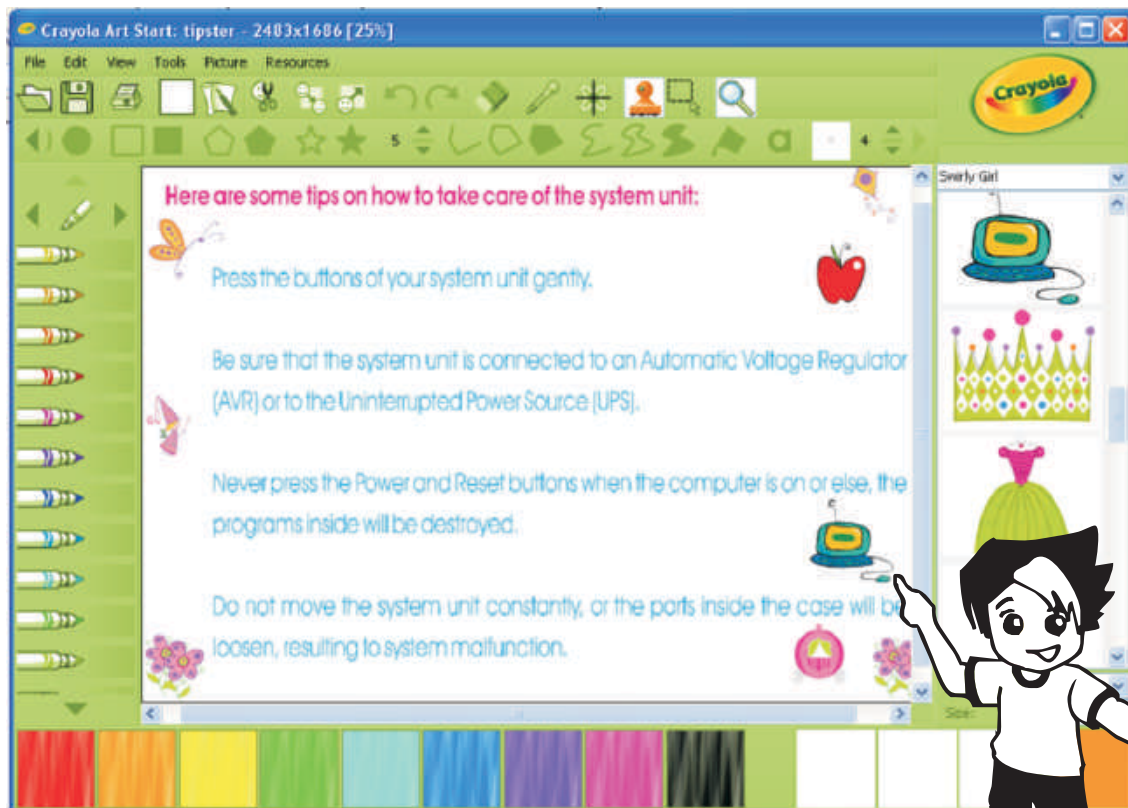 Crayola Art Start: tipster - 2483x1686 [25%]
File Edit View Tools Picture Resources
Crayola
5
a
4
Swirly Girl
Here are some tips on how to take care of the system unit:
Press the buttons of your system unit gently.
Be sure that the system unit is connected to an Automatic Voltage Regulator
(AVR) or to the Uninterrupted Power Source (UPS).
Never press the Power and Reset buttons when the computer is on or else, the
programs inside will be destroyed.
Do not move the system unit constantly, or the parts inside the case will be
loosen, resulting to system malfunction.
Size: